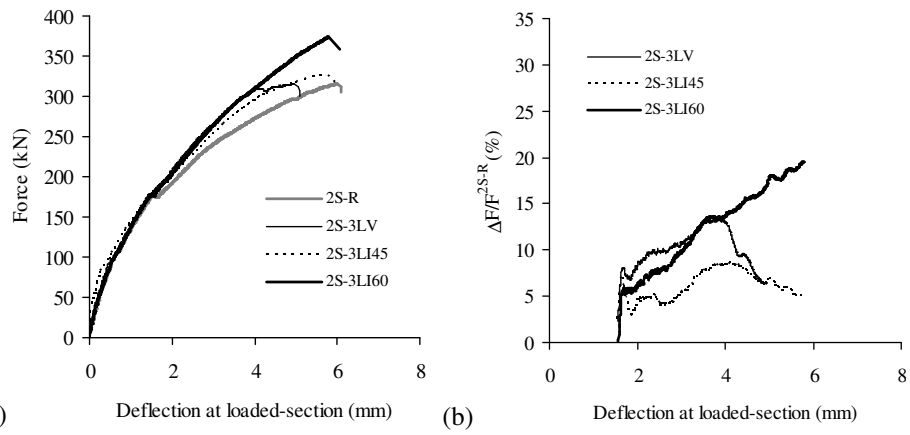 400
350
300
250
200
150
100
50
0
Force (kN)
2S-R
2S-3LV
2S-3LI45
2S-3LI60
0 2 4 6 8
Deflection at loaded-section (mm)
)
35
30
25
20
15
10
5
0
ΔF/F^2S-R (%)
2S-3LV
2S-3LI45
2S-3LI60
0 2 4 6 8
Deflection at loaded-section (mm)
(b)